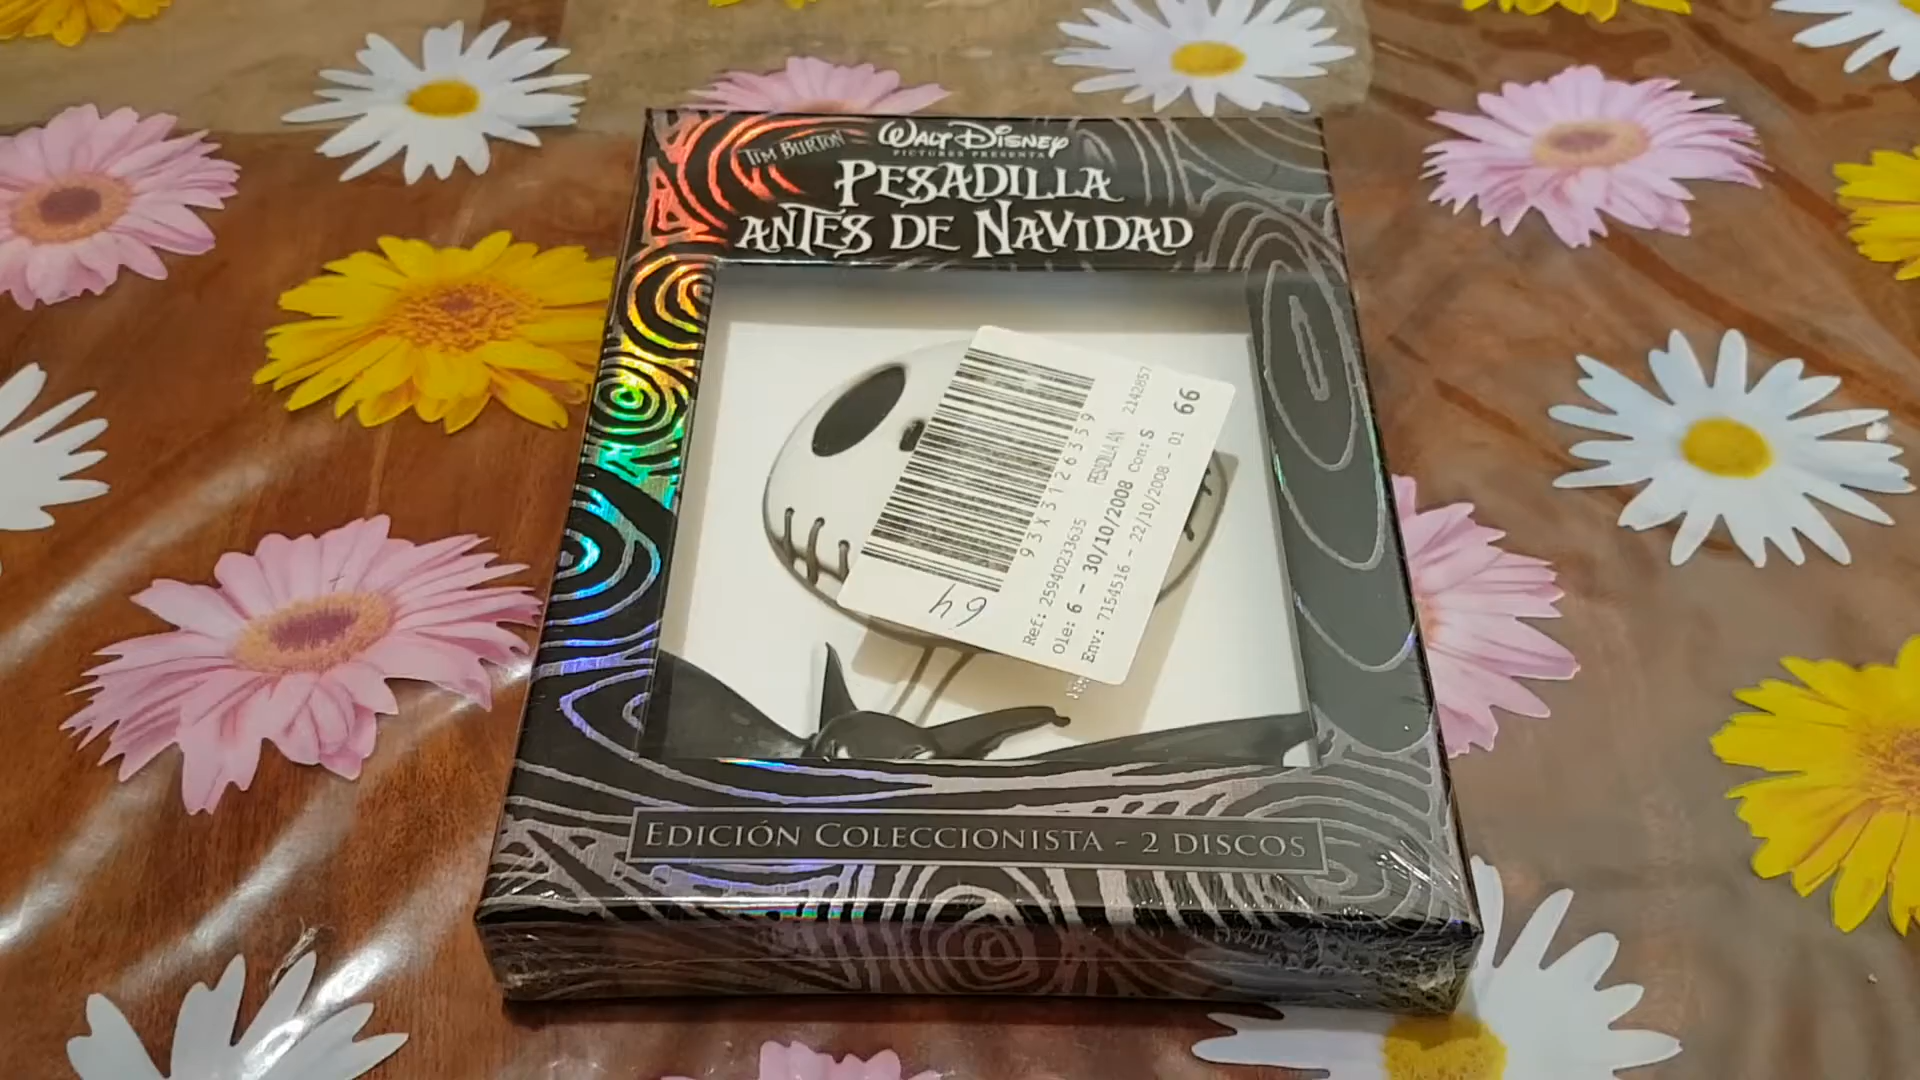 TIM BURTON
WALT DISNEY
PICTURES PRESENTA
PESADILLA
ANTES DE NAVIDAD
93X3126359
PESADILLA AN 2142857
Ref: 25940233635
Ole: 6 - 30/10/2008 Con: S 66
Env: 7154516 - 22/10/2008 - 01
64
EDICIÓN COLECCIONISTA - 2 DISCOS